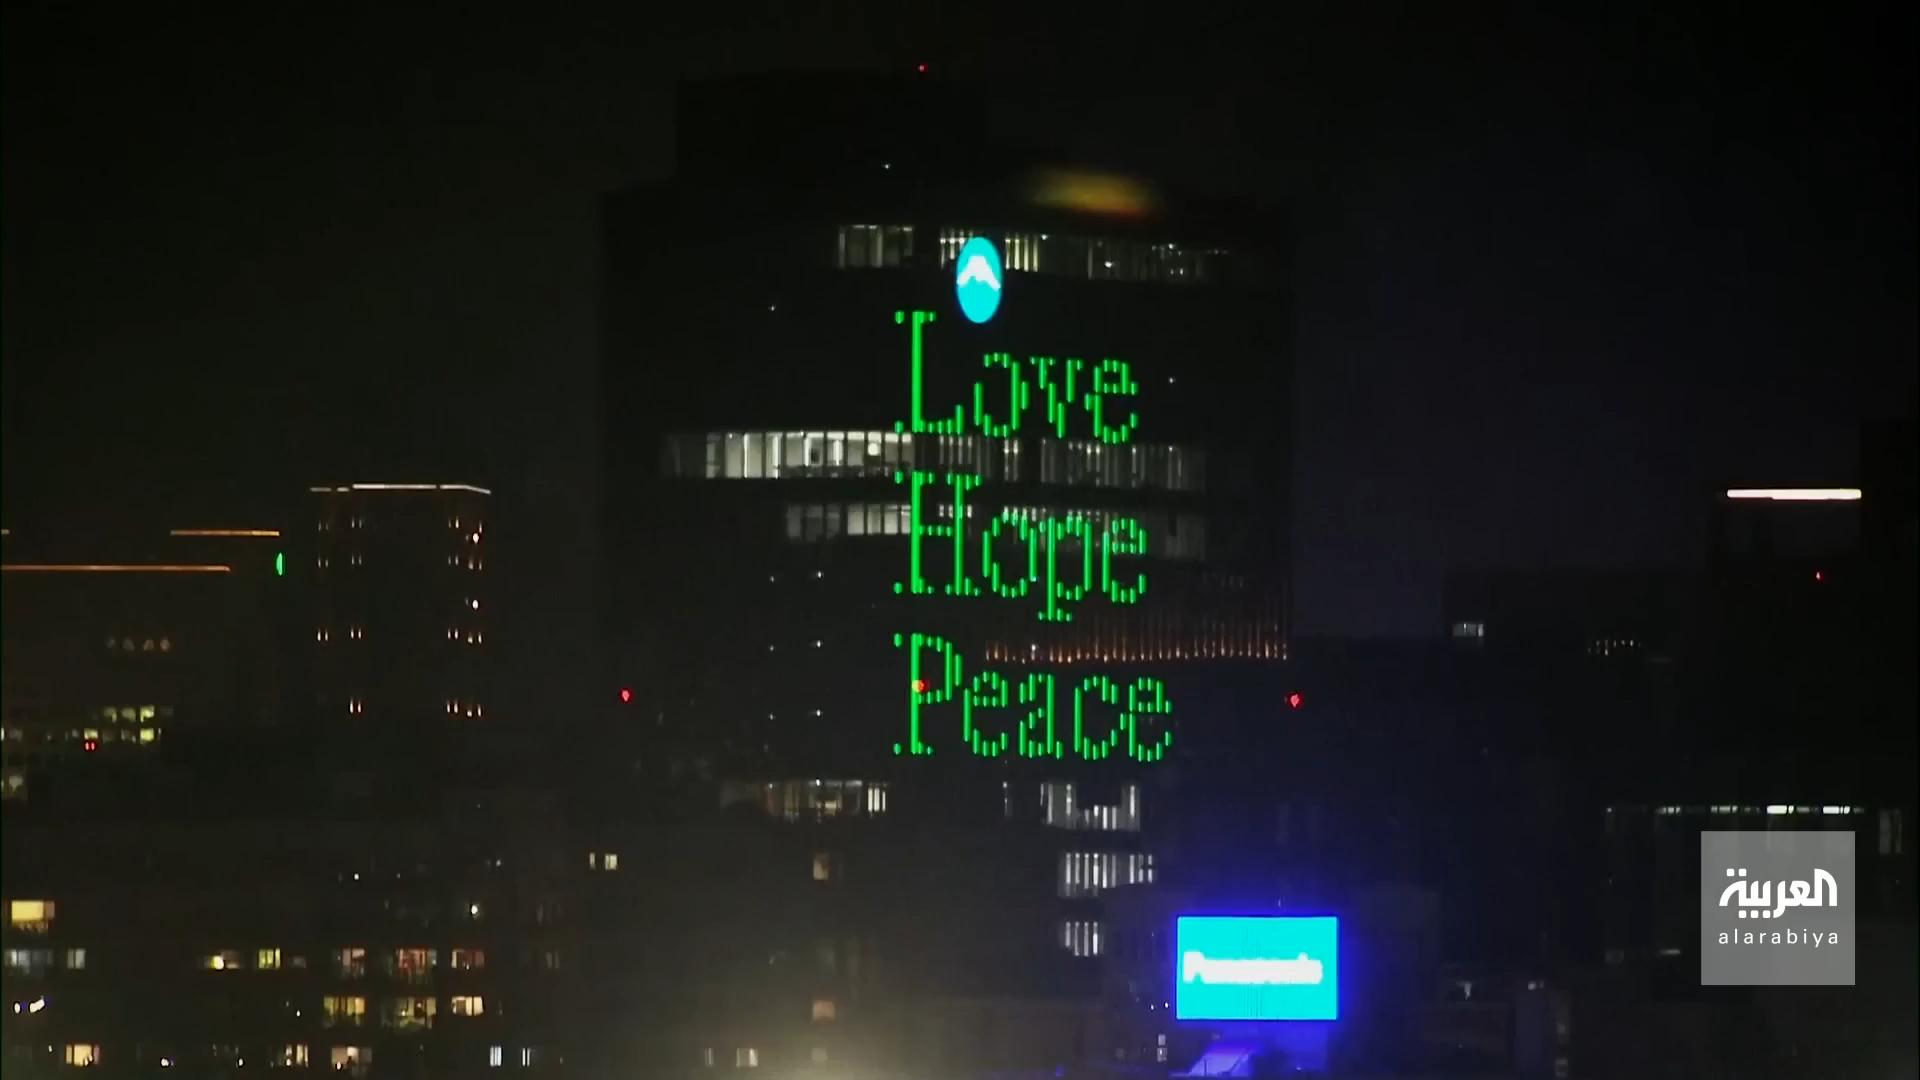 Love
Hope
Peace
Panasonic
العربية
alarabiya